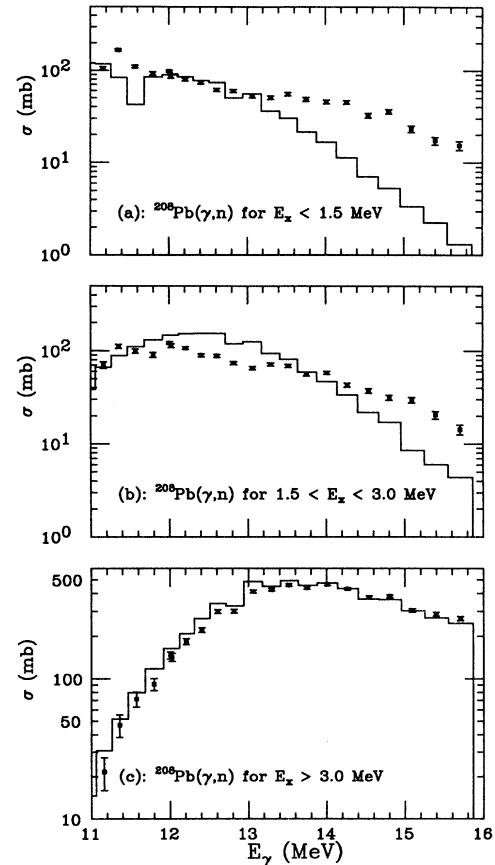 10²
σ (mb)
10¹
10⁰
(a): ²⁰⁸Pb(γ,n) for Eₓ < 1.5 MeV
10²
σ (mb)
10¹
10⁰
(b): ²⁰⁸Pb(γ,n) for 1.5 < Eₓ < 3.0 MeV
500
σ (mb)
100
50
10
(c): ²⁰⁸Pb(γ,n) for Eₓ > 3.0 MeV
11 12 13 14 15 16
Eᵧ (MeV)